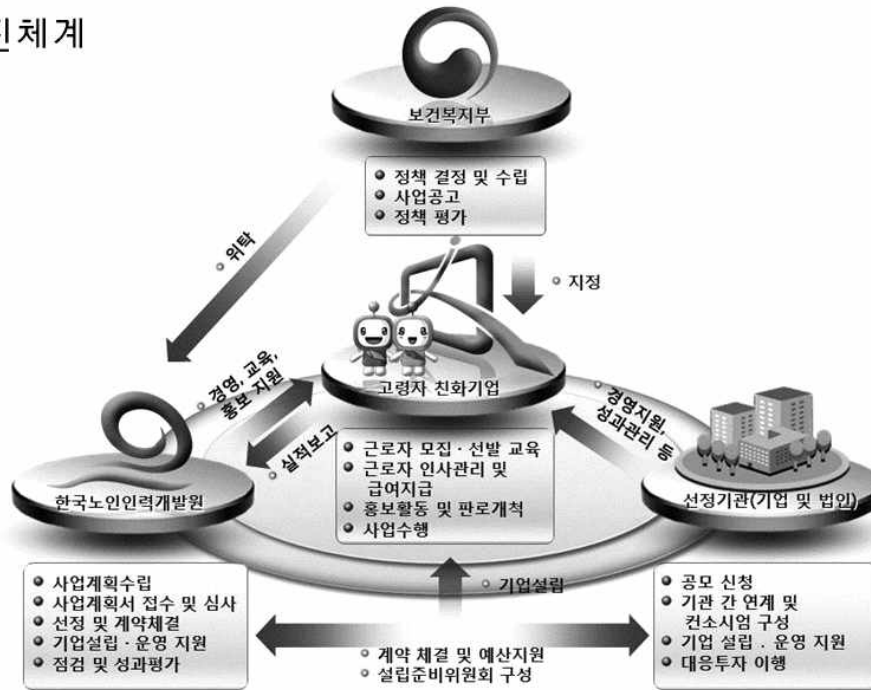 진체계
보건복지부
정책 결정 및 수립
사업공고
정책 평가
위탁
지정
고령자 친화기업
경영, 교육,
홍보 지원
실적보고
경영지원,
성과관리 등
근로자 모집 · 선발 교육
근로자 인사관리 및
급여지급
홍보활동 및 판로개척
사업수행
한국노인인력개발원
선정기관(기업 및 법인)
사업계획수립
사업계획서 접수 및 심사
선정 및 계약체결
기업설립 · 운영 지원
점검 및 성과평가
기업설립
계약 체결 및 예산지원
설립준비위원회 구성
공모 신청
기관 간 연계 및
컨소시엄 구성
기업 설립 . 운영 지원
대응투자 이행